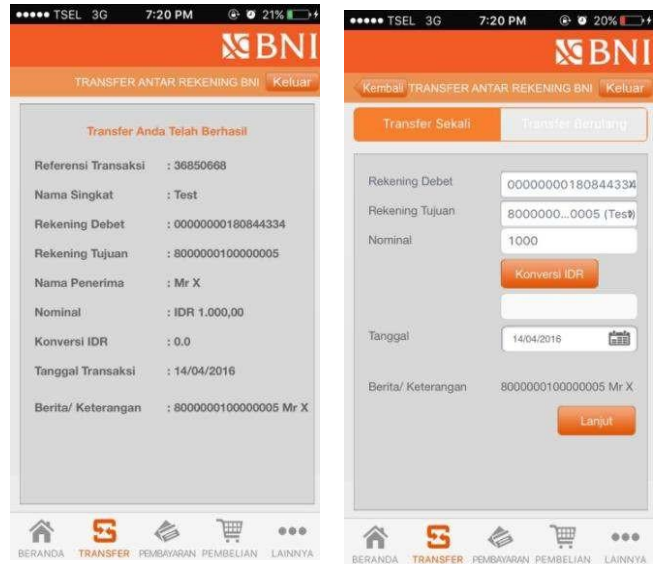 TSEL 3G 7:20 PM 21%
BNI
TRANSFER ANTAR REKENING BNI Keluar
Transfer Anda Telah Berhasil
Referensi Transaksi : 36850668
Nama Singkat : Test
Rekening Debet : 00000000180844334
Rekening Tujuan : 8000000100000005
Nama Penerima : Mr X
Nominal : IDR 1.000,00
Konversi IDR : 0.0
Tanggal Transaksi : 14/04/2016
Berita/ Keterangan : 8000000100000005 Mr X
BERANDA TRANSFER PEMBAYARAN PEMBELIAN LAINNYA
TSEL 3G 7:20 PM 20%
BNI
Kembali TRANSFER ANTAR REKENING BNI Keluar
Transfer Sekali Transfer Berulang
Rekening Debet 0000000018084433
Rekening Tujuan 8000000...0005 (Test)
Nominal 1000
Konversi IDR
Tanggal 14/04/2016
Berita/ Keterangan 8000000100000005 Mr X
Lanjut
BERANDA TRANSFER PEMBAYARAN PEMBELIAN LAINNYA